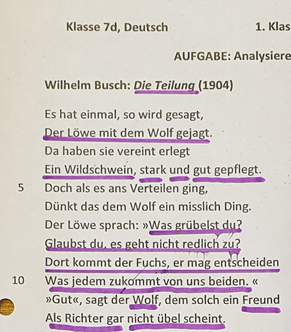 Klasse 7d, Deutsch 1. Klas
AUFGABE: Analysiere
Wilhelm Busch: Die Teilung (1904)
Es hat einmal, so wird gesagt,
Der Löwe mit dem Wolf gejagt.
Da haben sie vereint erlegt
Ein Wildschwein, stark und gut gepflegt.
5 Doch als es ans Verteilen ging,
Dünkt das dem Wolf ein misslich Ding.
Der Löwe sprach: »Was grübelst du?
Glaubst du, es geht nicht redlich zu?
Dort kommt der Fuchs, er mag entscheiden
10 Was jedem zukommt von uns beiden. «
»Gut«, sagt der Wolf, dem solch ein Freund
Als Richter gar nicht übel scheint.